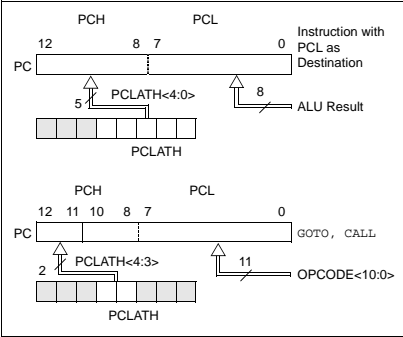 PCH PCL
12 8 7 0
Instruction with
PCL as
Destination
PC
PCLATH<4:0>
5
8
ALU Result
PCLATH
PCH PCL
12 11 10 8 7 0
PC
GOTO, CALL
PCLATH<4:3>
2
11
OPCODE<10:0>
PCLATH